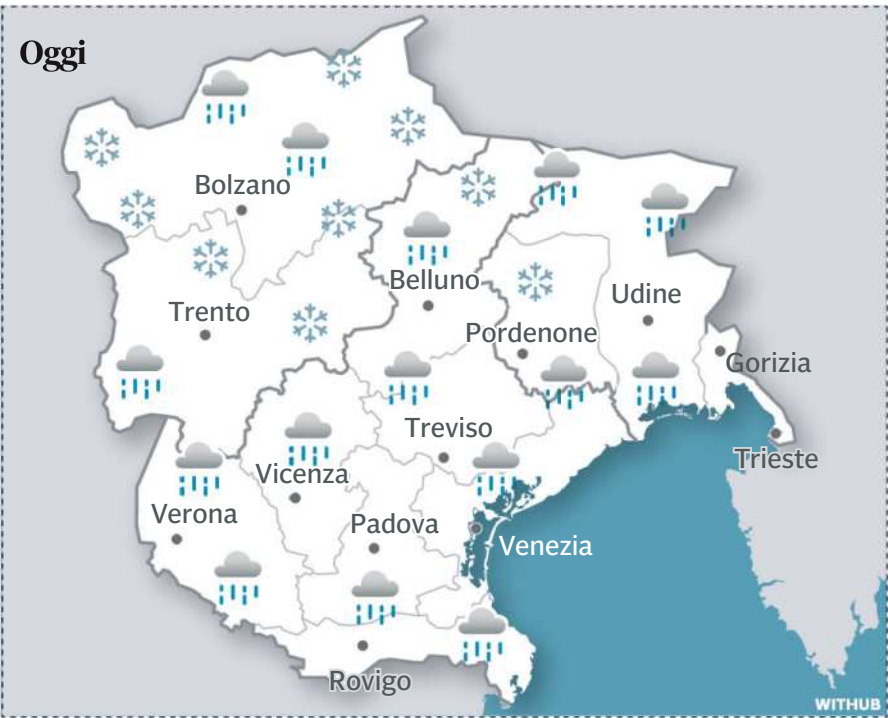 Oggi
Bolzano
Trento
Belluno
Udine
Pordenone
Gorizia
Treviso
Trieste
Vicenza
Verona
Padova
Venezia
Rovigo
WITHUB